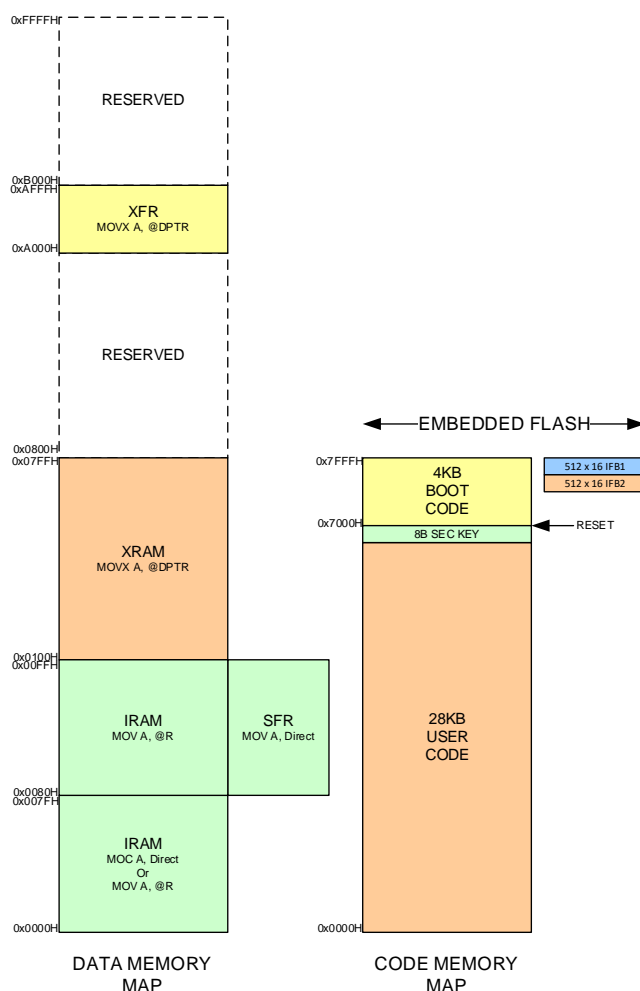 0xFFFFH
RESERVED
0xB000H
0xAFFFH
XFR
MOVX A, @DPTR
0xA000H
RESERVED
0x0800H
0x07FFH
XRAM
MOVX A, @DPTR
0x0100H
0x00FFH
IRAM
MOV A, @R
SFR
MOV A, Direct
0x0080H
0x007FH
IRAM
MOC A, Direct
Or
MOV A, @R
0x0000H
DATA MEMORY
MAP
EMBEDDED FLASH
0x7FFFH
4KB
BOOT
CODE
512 x 16 IFB1
512 x 16 IFB2
0x7000H
RESET
8B SEC KEY
28KB
USER
CODE
0x0000H
CODE MEMORY
MAP